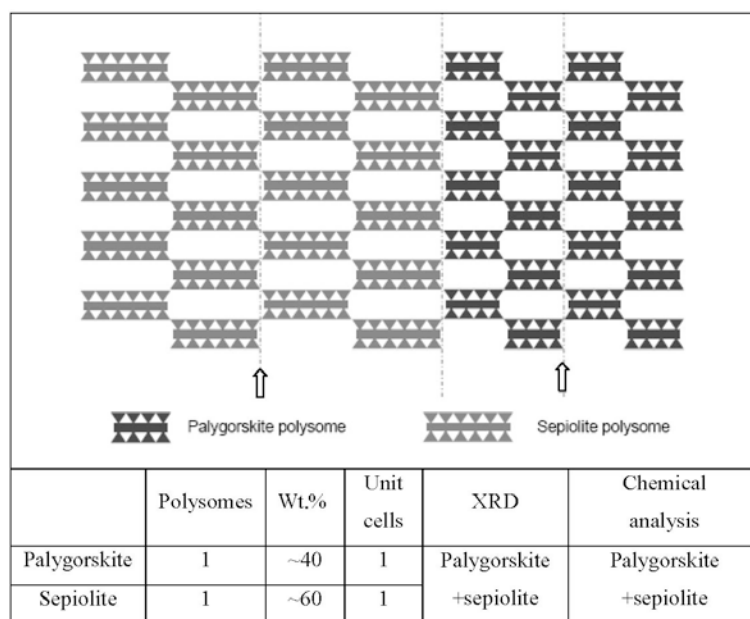 Palygorskite polysome Sepiolite polysome
Polysomes Wt.% Unit cells XRD Chemical analysis
Palygorskite 1 ~40 1 Palygorskite +sepiolite Palygorskite +sepiolite
Sepiolite 1 ~60 1